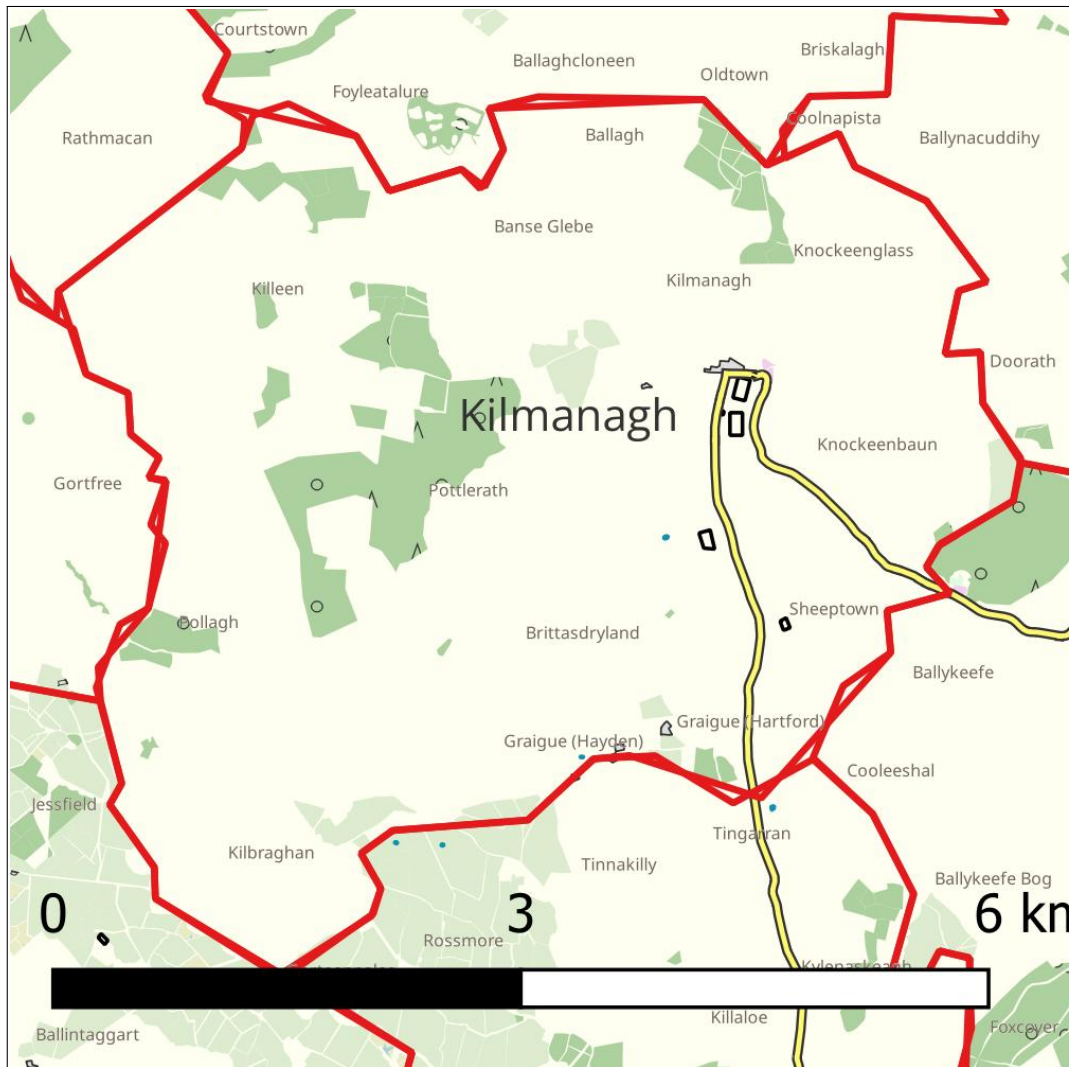 Courtstown
Briskalagh
Ballaghcloneen
Oldtown
Foyleatalure
Coolnapista
Rathmacan
Ballagh
Ballynacuddihy
Banse Glebe
Knockeenglass
Kilmanagh
Killeen
Doorath
Kilmanagh
Knockeenbaun
Gortfree
Pottlerath
Sheeptown
Bollagh
Brittasdryland
Ballykeefe
Graigue (Hartford)
Graigue (Hayden)
Cooleeshal
Jessfield
Tingarran
Kilbraghan
Tinnakilly
Ballykeefe Bog
0 3 6 km
Rossmore
Kylenaskeagh
Killaloe
Foxcover
Ballintaggart